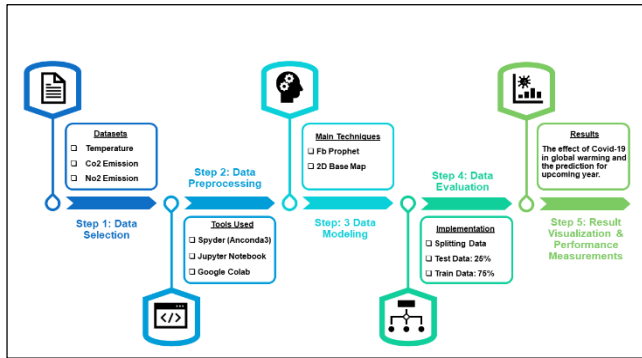 Datasets
Temperature
Co2 Emission
No2 Emission
Step 1: Data
Selection
Step 2: Data
Preprocessing
Tools Used
Spyder (Anconda3)
Jupyter Notebook
Google Colab
</>
Main Techniques
Fb Prophet
2D Base Map
Step: 3 Data
Modeling
Step 4: Data
Evaluation
Implementation
Splitting Data
Test Data: 25%
Train Data: 75%
Results
The effect of Covid-19
in global warming and
the prediction for
upcoming year.
Step 5: Result
Visualization &
Performance
Measurements